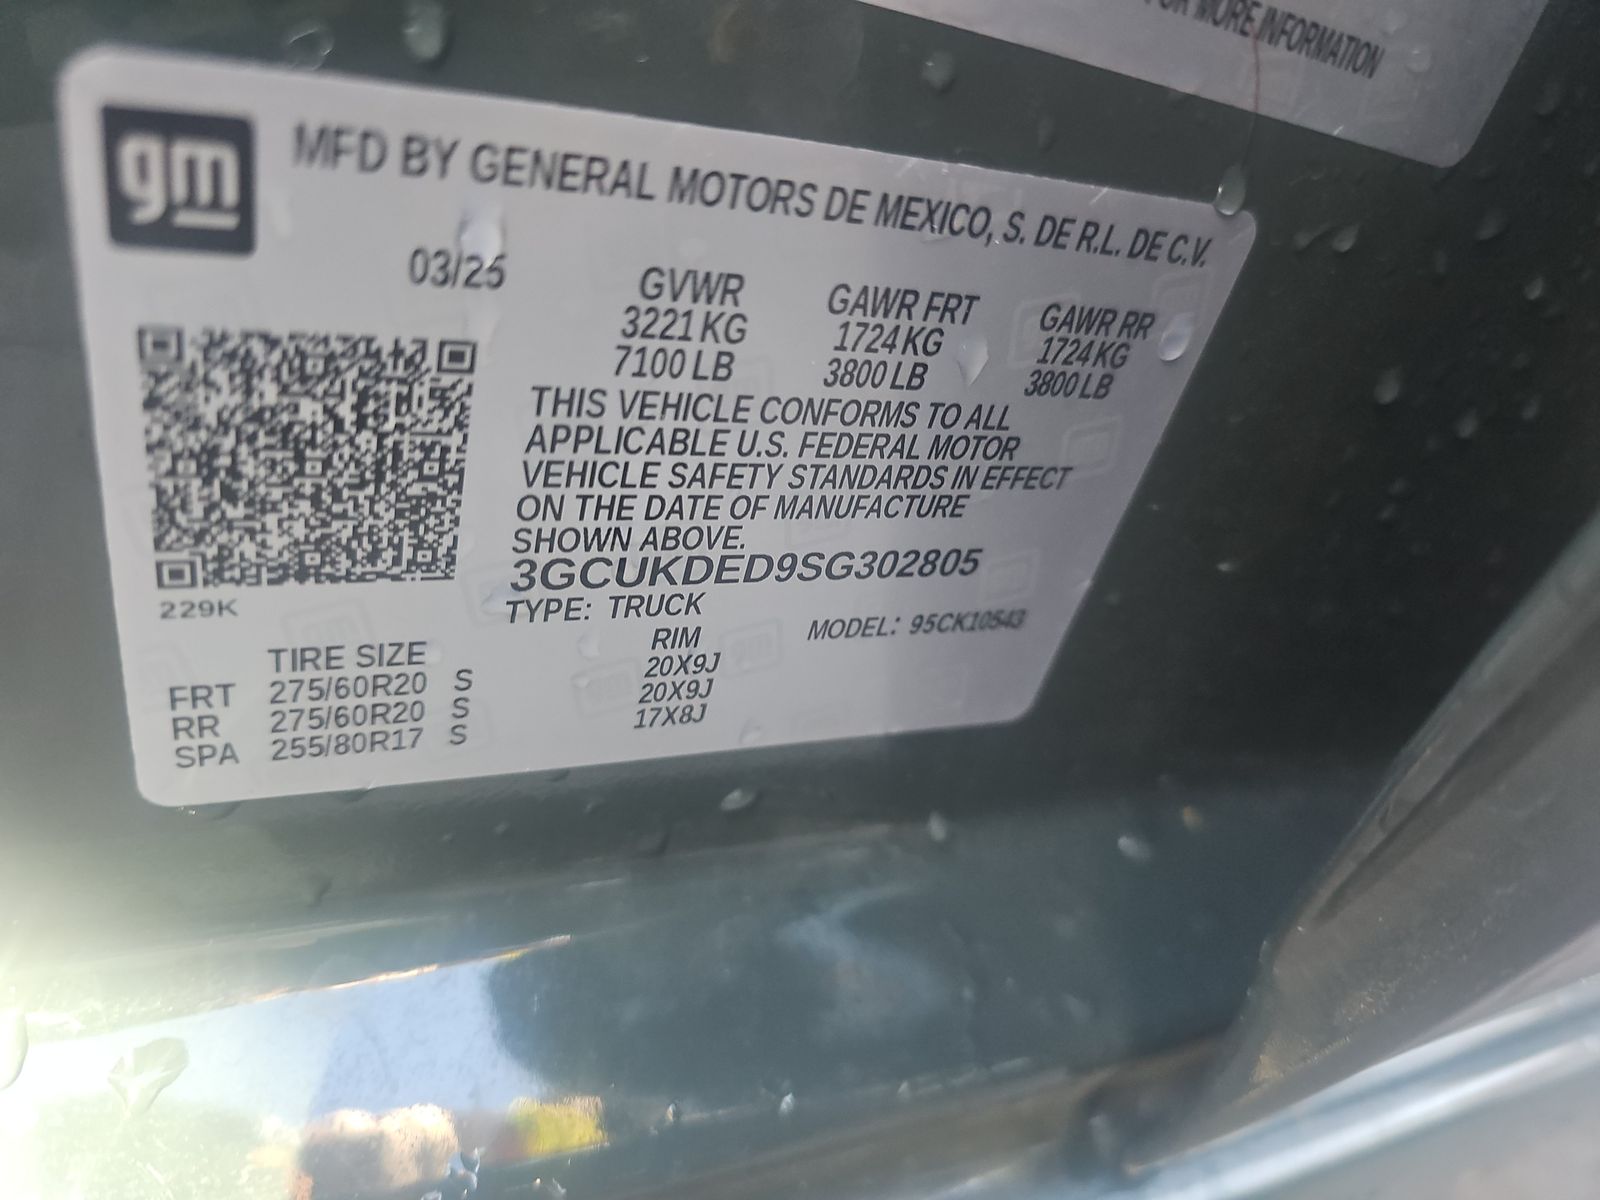 FOR MORE INFORMATION
gm
MFD BY GENERAL MOTORS DE MEXICO, S. DE R.L. DE C.V.
03/25
GVWR GAWR FRT GAWR RR
3221 KG 1724 KG 1724 KG
7100 LB 3800 LB 3800 LB
THIS VEHICLE CONFORMS TO ALL
APPLICABLE U.S. FEDERAL MOTOR
VEHICLE SAFETY STANDARDS IN EFFECT
ON THE DATE OF MANUFACTURE
SHOWN ABOVE.
3GCUKDED9SG302805
229K
TYPE: TRUCK
MODEL: 95CK10543
TIRE SIZE RIM
FRT 275/60R20 S 20X9J
RR 275/60R20 S 20X9J
SPA 255/80R17 S 17X8J